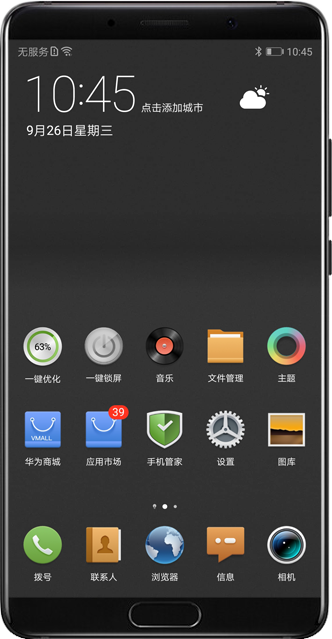 无服务 10:45
10:45 点击添加城市
9月26日星期三
63%
一键优化 一键锁屏 音乐 文件管理 主题
VMALL 39
华为商城 应用市场 手机管家 设置 图库
拨号 联系人 浏览器 信息 相机